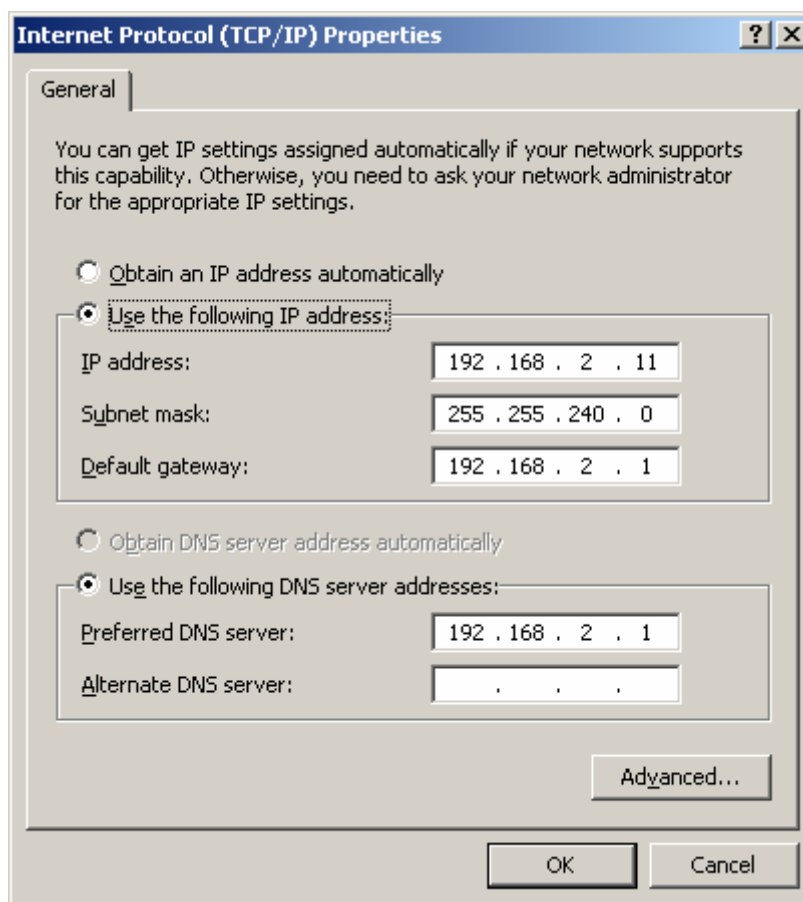 Internet Protocol (TCP/IP) Properties
General
You can get IP settings assigned automatically if your network supports
this capability. Otherwise, you need to ask your network administrator
for the appropriate IP settings.
Obtain an IP address automatically
Use the following IP address:
IP address: 192 . 168 . 2 . 11
Subnet mask: 255 . 255 . 240 . 0
Default gateway: 192 . 168 . 2 . 1
Obtain DNS server address automatically
Use the following DNS server addresses:
Preferred DNS server: 192 . 168 . 2 . 1
Alternate DNS server: . . .
Advanced...
OK Cancel